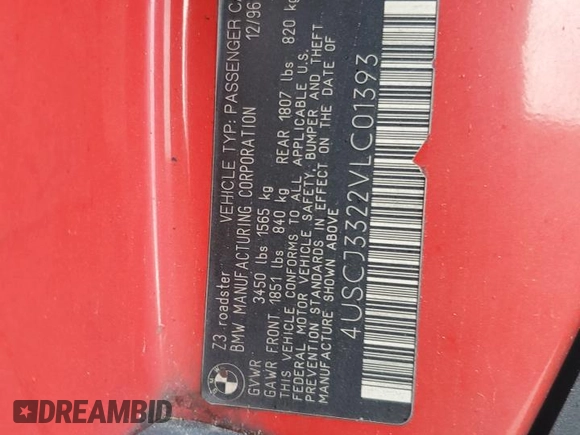 Z3 roadster VEHICLE TYP: PASSENGER CA
BMW MANUFACTURING CORPORATION 12/96
GVWR 3450 lbs 1565 kg
GAWR FRONT 1851 lbs 840 kg REAR 1807 lbs 820 kg
THIS VEHICLE CONFORMS TO ALL APPLICABLE U.S.
FEDERAL MOTOR VEHICLE SAFETY, BUMPER AND THEFT
PREVENTION STANDARDS IN EFFECT ON THE DATE OF
MANUFACTURE SHOWN ABOVE
4USCJ3322VLC01393
DREAMBID